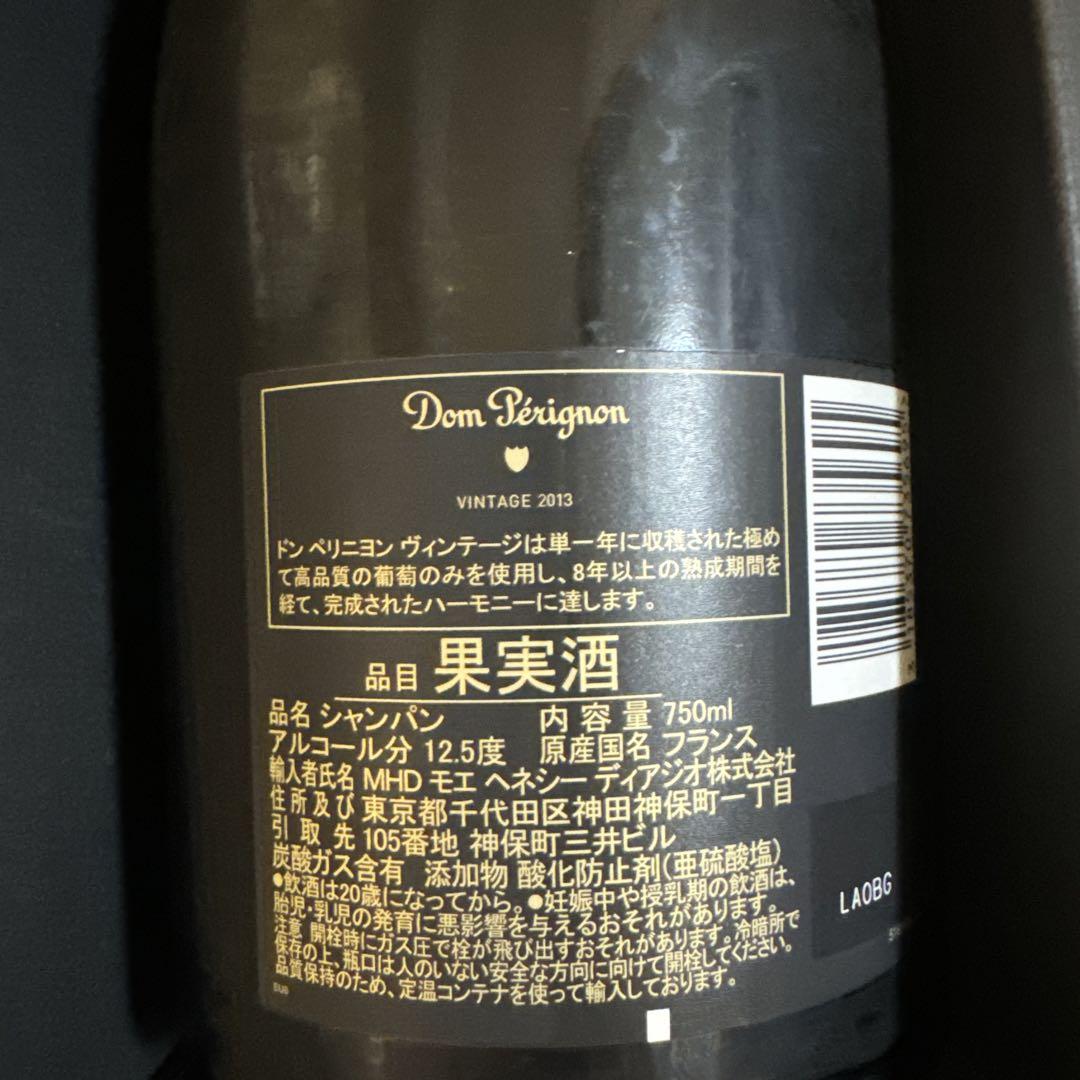 Dom Pérignon
VINTAGE 2013
ドン ペリニヨン ヴィンテージは単一年に収穫された極め
て高品質の葡萄のみを使用し、8年以上の熟成期間を
経て、完成されたハーモニーに達します。
品目 果実酒
品名 シャンパン 内容量 750ml
アルコール分 12.5度 原産国名 フランス
輸入者氏名 MHD モエ ヘネシー ディアジオ株式会社
住所及び 東京都千代田区神田神保町一丁目
引取先 105番地 神保町三井ビル
炭酸ガス含有 添加物 酸化防止剤(亜硫酸塩)
●飲酒は20歳になってから。●妊娠中や授乳期の飲酒は、
胎児・乳児の発育に悪影響を与えるおそれがあります。
注意 開栓時にガス圧で栓が飛び出すおそれがあります。冷暗所で
保存の上、瓶口は人のいない安全な方向に向けて開栓してください。
品質保持のため、定温コンテナを使って輸入しております。
LAOBG